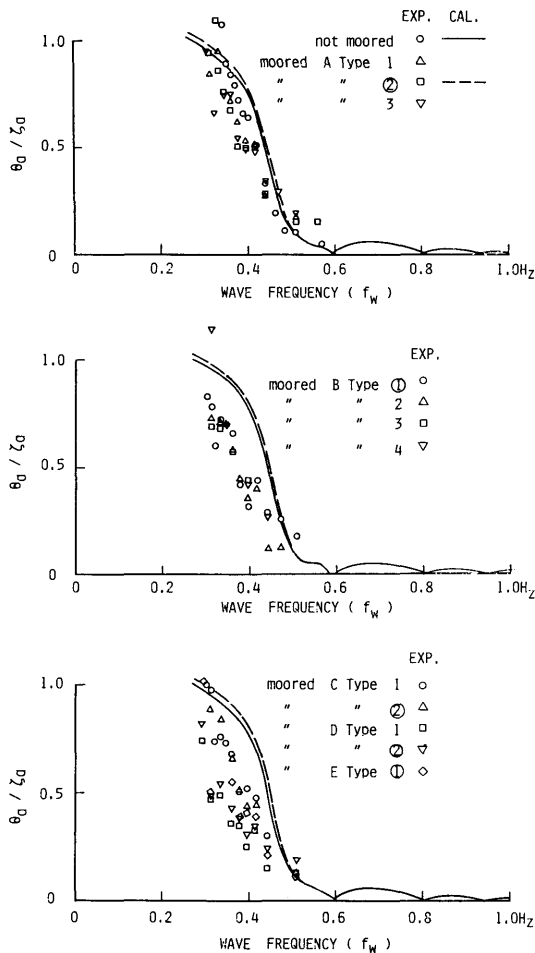 EXP. CAL.
not moored
moored A Type 1
" " ②
" " 3
θa / ζa
1.0
0.5
0
0 0.2 0.4 0.6 0.8 1.0Hz
WAVE FREQUENCY ( fw )
EXP.
moored B Type ①
" " 2
" " 3
" " 4
θa / ζa
1.0
0.5
0
0 0.2 0.4 0.6 0.8 1.0Hz
WAVE FREQUENCY ( fw )
EXP.
moored C Type 1
" " ②
" D Type 1
" " ②
" E Type ①
θa / ζa
1.0
0.5
0
0 0.2 0.4 0.6 0.8 1.0Hz
WAVE FREQUENCY ( fw )